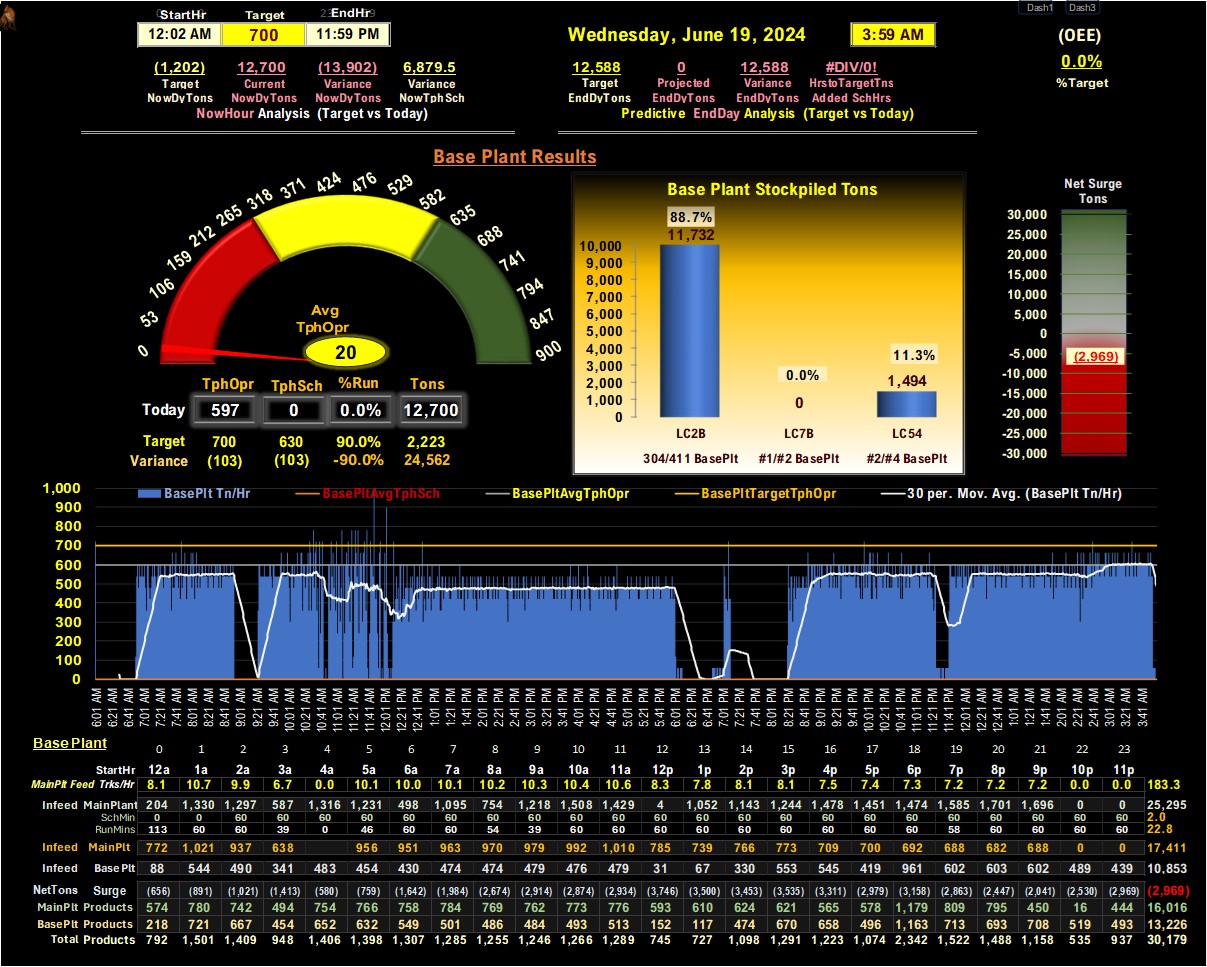 StartHr Target EndHr Dash1 Dash3
12:02 AM 700 11:59 PM Wednesday, June 19, 2024 3:59 AM (OEE)
(1,202) 12,700 (13,902) 6,879.5 12,588 0 12,588 #DIV/0! 0.0%
Target Current Variance Variance Target Projected Variance HrstoTargetTns %Target
NowDyTons NowDyTons NowDyTons NowTphSch EndDyTons EndDyTons EndDyTons Added SchHrs
NowHour Analysis (Target vs Today) Predictive EndDay Analysis (Target vs Today)
Base Plant Results
0 53 106 159 212 265 318 371 424 476 529 582 635 688 741 794 847 900
Avg
TphOpr
20
TphOpr TphSch %Run Tons
Today 597 0 0.0% 12,700
Target 700 630 90.0% 2,223
Variance (103) (103) -90.0% 24,562
Base Plant Stockpiled Tons
88.7%
11,732
10,000
9,000
8,000
7,000
6,000
5,000
4,000
3,000
2,000
1,000
0
0.0%
0
11.3%
1,494
LC2B LC7B LC54
304/411 BasePlt #1/#2 BasePlt #2/#4 BasePlt
Net Surge
Tons
30,000
25,000
20,000
15,000
10,000
5,000
0
-5,000
(2,969)
-10,000
-15,000
-20,000
-25,000
-30,000
BasePlt Tn/Hr BasePltAvgTphSch BasePltAvgTphOpr BasePltTargetTphOpr 30 per. Mov. Avg. (BasePlt Tn/Hr)
1,000
900
800
700
600
500
400
300
200
100
0
6:01 AM 6:21 AM 6:41 AM 7:01 AM 7:41 AM 8:01 AM 8:41 AM 9:01 AM 9:21 AM 10:01 AM 10:21 AM 10:41 AM 11:01 AM 11:21 AM 11:41 AM 12:01 PM 12:21 PM 12:41 PM 1:01 PM 1:21 PM 2:01 PM 2:21 PM 3:01 PM 3:21 PM 3:41 PM 4:01 PM 4:21 PM 4:41 PM 5:01 PM 5:21 PM 5:41 PM 6:01 PM 6:21 PM 6:41 PM 7:01 PM 7:21 PM 7:41 PM 8:21 PM 9:01 PM 9:21 PM 9:41 PM 10:01 PM 10:21 PM 11:01 PM 11:21 PM 11:41 PM 12:01 AM 12:21 AM 12:41 AM 1:01 AM 1:21 AM 2:01 AM 2:21 AM 3:01 AM 3:21 AM 3:41 AM
Base Plant 0 1 2 3 4 5 6 7 8 9 10 11 12 13 14 15 16 17 18 19 20 21 22 23
StartHr 12a 1a 2a 3a 4a 5a 6a 7a 8a 9a 10a 11a 12p 1p 2p 3p 4p 5p 6p 7p 8p 9p 10p 11p
MainPlt Feed Trks/Hr 8.1 10.7 9.9 6.7 0.0 10.1 10.0 10.1 10.2 10.3 10.4 10.6 8.3 7.8 8.1 8.1 7.5 7.4 7.3 7.2 7.2 7.2 0.0 0.0 183.3
Infeed MainPlant 204 1,330 1,297 587 1,316 1,231 498 1,095 754 1,218 1,508 1,429 4 1,052 1,143 1,244 1,478 1,451 1,474 1,585 1,701 1,696 0 0 25,295
SchMin 0 0 60 60 60 60 60 60 60 60 60 60 60 60 60 60 60 60 60 60 60 60 60 60 2.0
RunMins 113 60 60 39 0 46 60 60 54 39 60 60 60 60 60 60 60 60 60 58 60 60 60 60 22.8
Infeed MainPlt 772 1,021 937 638 956 951 963 970 979 992 1,010 785 739 766 773 709 700 692 688 682 688 0 0 17,411
Infeed BasePlt 88 544 490 341 483 454 430 474 454 481 476 479 31 67 330 553 545 419 961 602 603 602 489 439 10,853
NetTons Surge (656) (891) (1,021) (1,413) (580) (759) (1,642) (1,984) (2,674) (2,914) (2,874) (2,934) (3,746) (3,500) (3,453) (3,535) (3,311) (2,979) (3,158) (2,863) (2,447) (2,041) (2,530) (2,969) (2,969)
MainPlt Products 574 780 742 494 754 766 758 784 769 762 773 776 593 610 624 621 565 578 1,179 809 795 450 16 444 16,016
BasePlt Products 218 721 667 454 652 632 549 501 486 484 493 513 152 117 474 670 658 496 1,163 713 693 708 519 493 13,226
Total Products 792 1,501 1,409 948 1,406 1,398 1,307 1,285 1,255 1,246 1,266 1,289 745 727 1,098 1,291 1,223 1,074 2,342 1,522 1,488 1,158 535 937 30,179